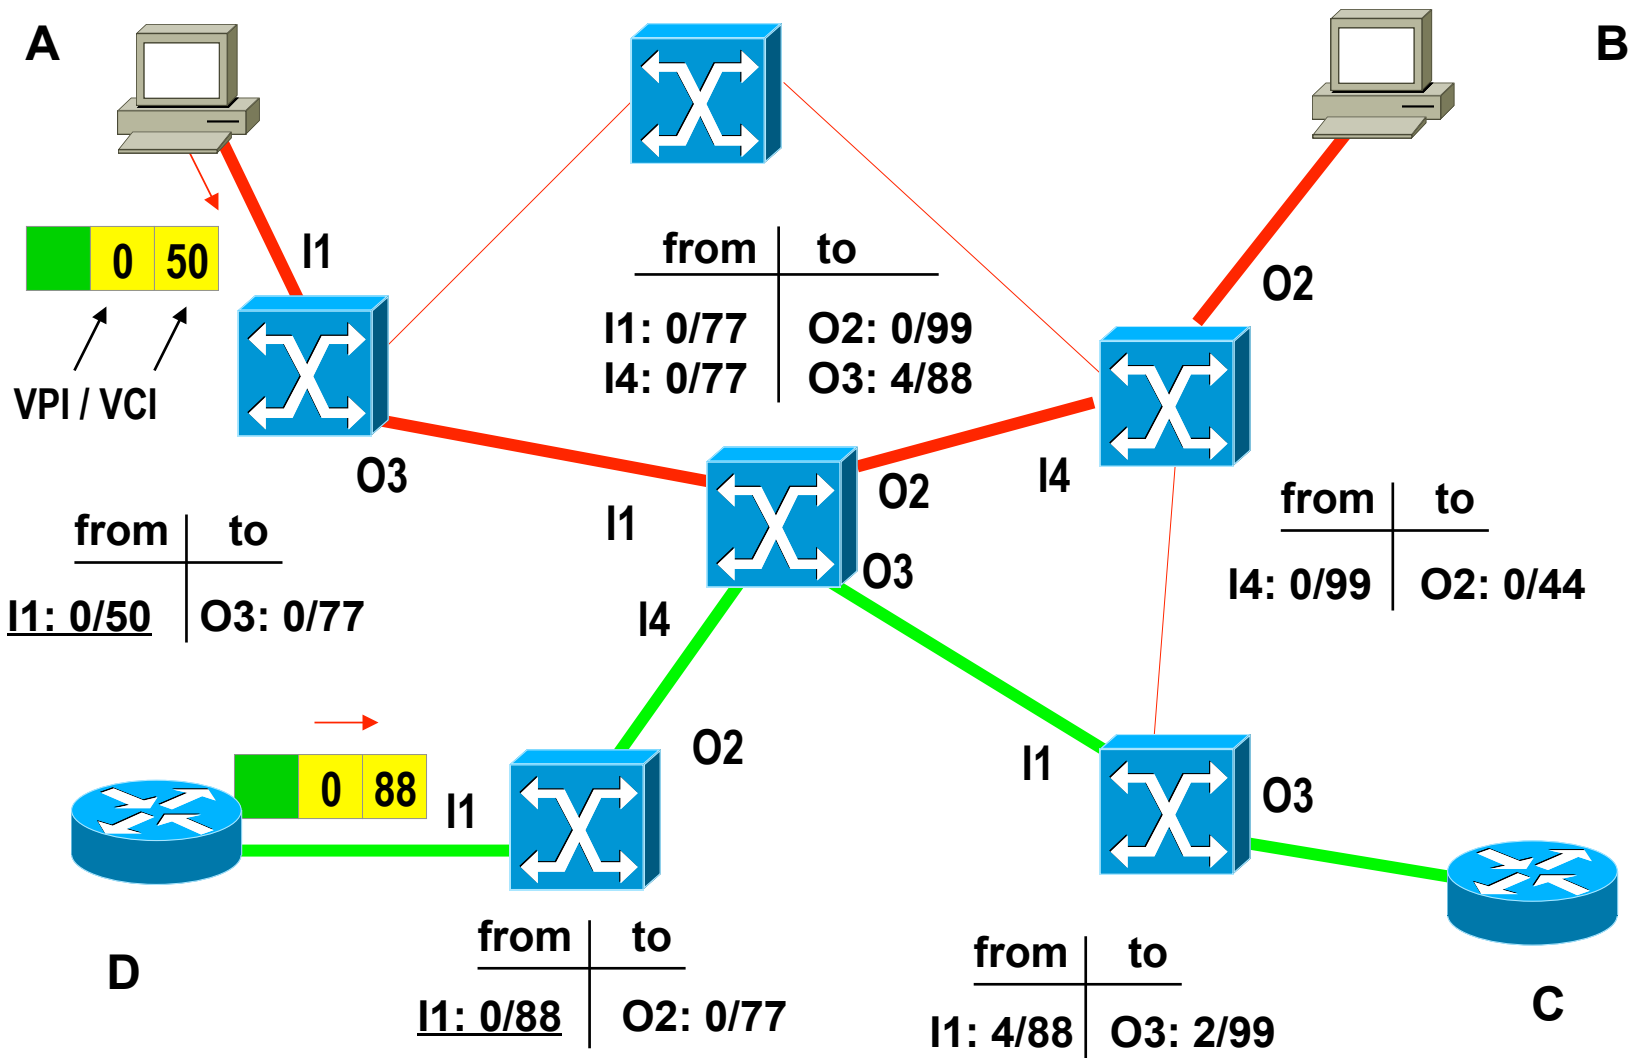 A
B
0 50
VPI / VCI
I1
O3
from to
I1: 0/77 O2: 0/99
I4: 0/77 O3: 4/88
O2
I4
I1
O2
O3
I4
from to
I1: 0/50 O3: 0/77
from to
I4: 0/99 O2: 0/44
0 88
I1
O2
I1
O3
D
from to
I1: 0/88 O2: 0/77
from to
I1: 4/88 O3: 2/99
C